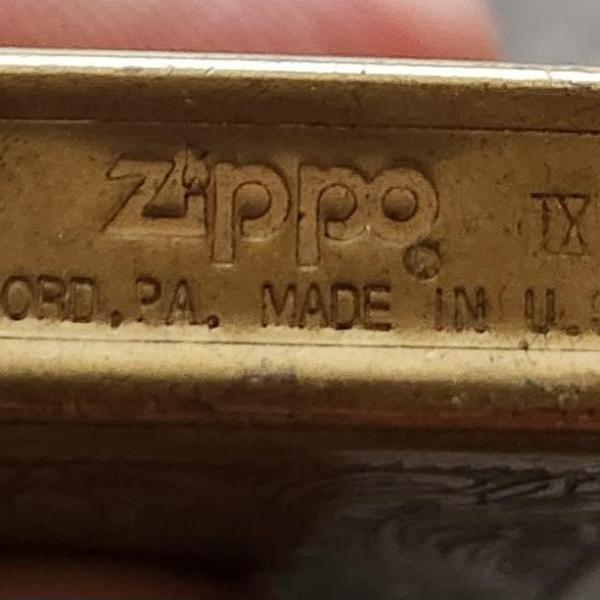 Zippo ® IX
ORD, PA. MADE IN U.S